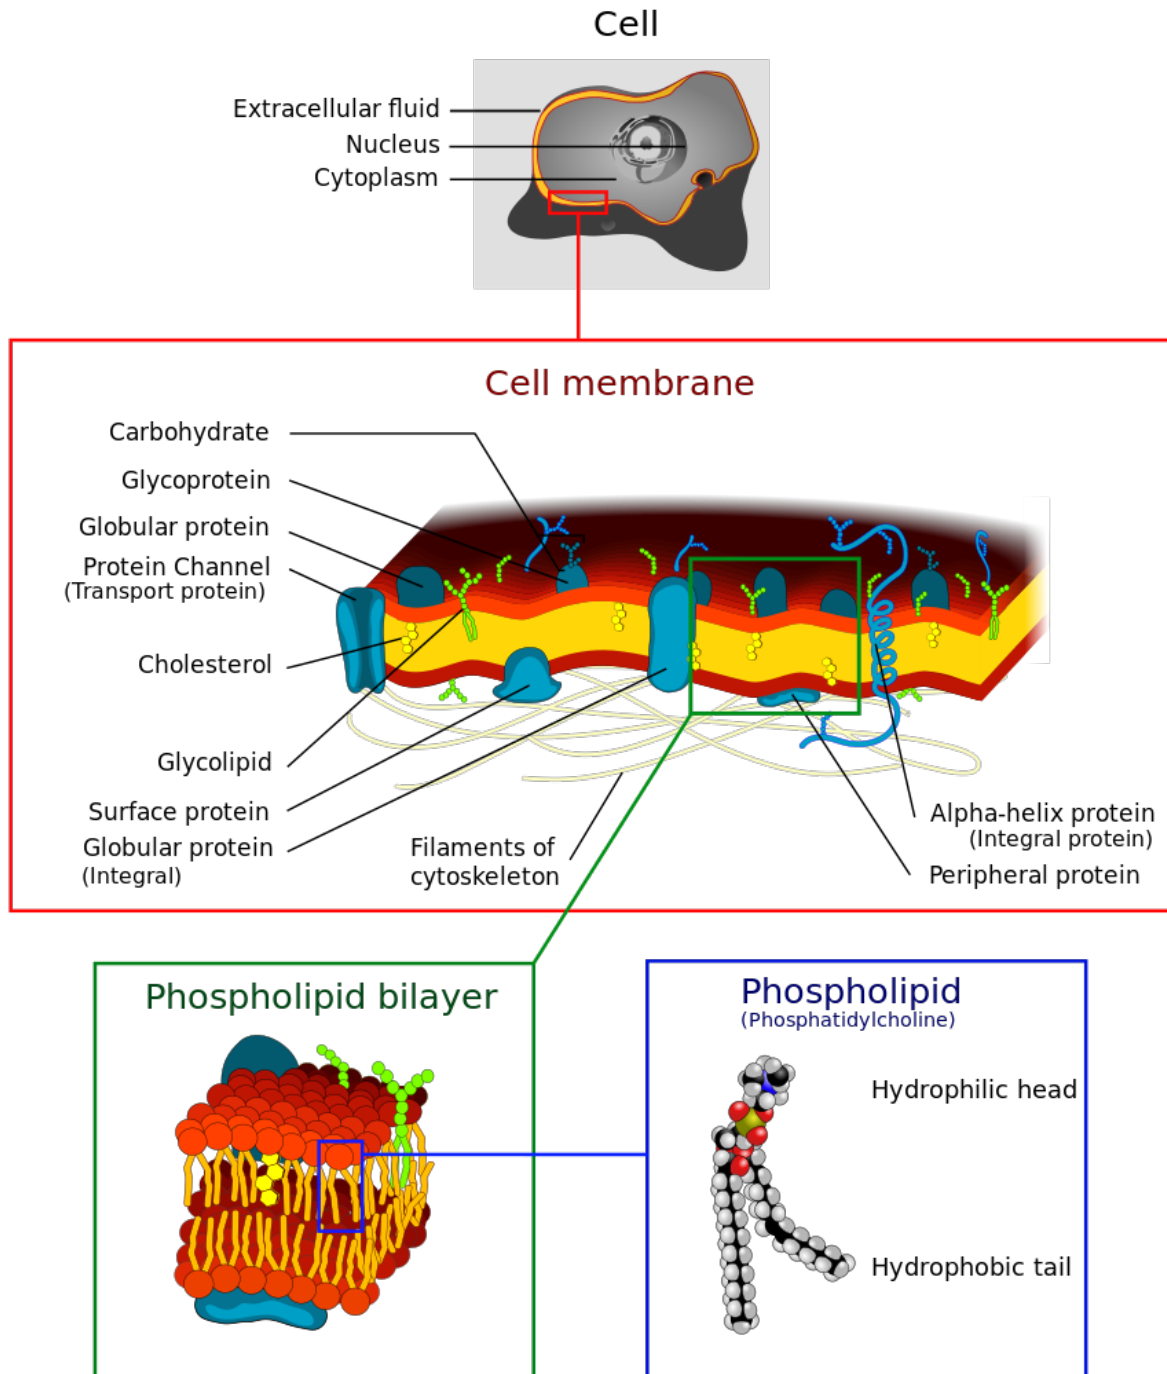 Cell
Extracellular fluid
Nucleus
Cytoplasm
Cell membrane
Carbohydrate
Glycoprotein
Globular protein
Protein Channel
(Transport protein)
Cholesterol
Glycolipid
Surface protein
Globular protein
(Integral)
Filaments of
cytoskeleton
Alpha-helix protein
(Integral protein)
Peripheral protein
Phospholipid bilayer
Phospholipid
(Phosphatidylcholine)
Hydrophilic head
Hydrophobic tail